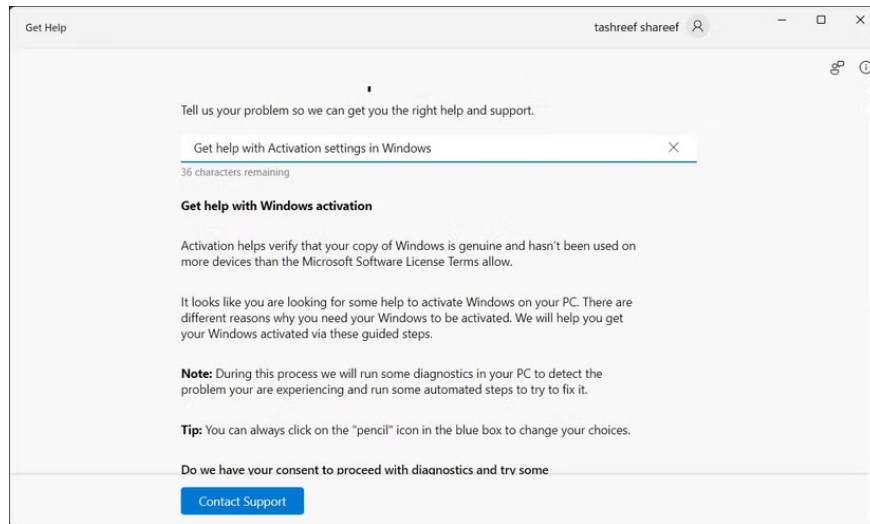 Get Help
tashreef shareef
Tell us your problem so we can get you the right help and support.
Get help with Activation settings in Windows
36 characters remaining
Get help with Windows activation
Activation helps verify that your copy of Windows is genuine and hasn't been used on
more devices than the Microsoft Software License Terms allow.
It looks like you are looking for some help to activate Windows on your PC. There are
different reasons why you need your Windows to be activated. We will help you get
your Windows activated via these guided steps.
Note: During this process we will run some diagnostics in your PC to detect the
problem your are experiencing and run some automated steps to try to fix it.
Tip: You can always click on the "pencil" icon in the blue box to change your choices.
Do we have your consent to proceed with diagnostics and try some
Contact Support